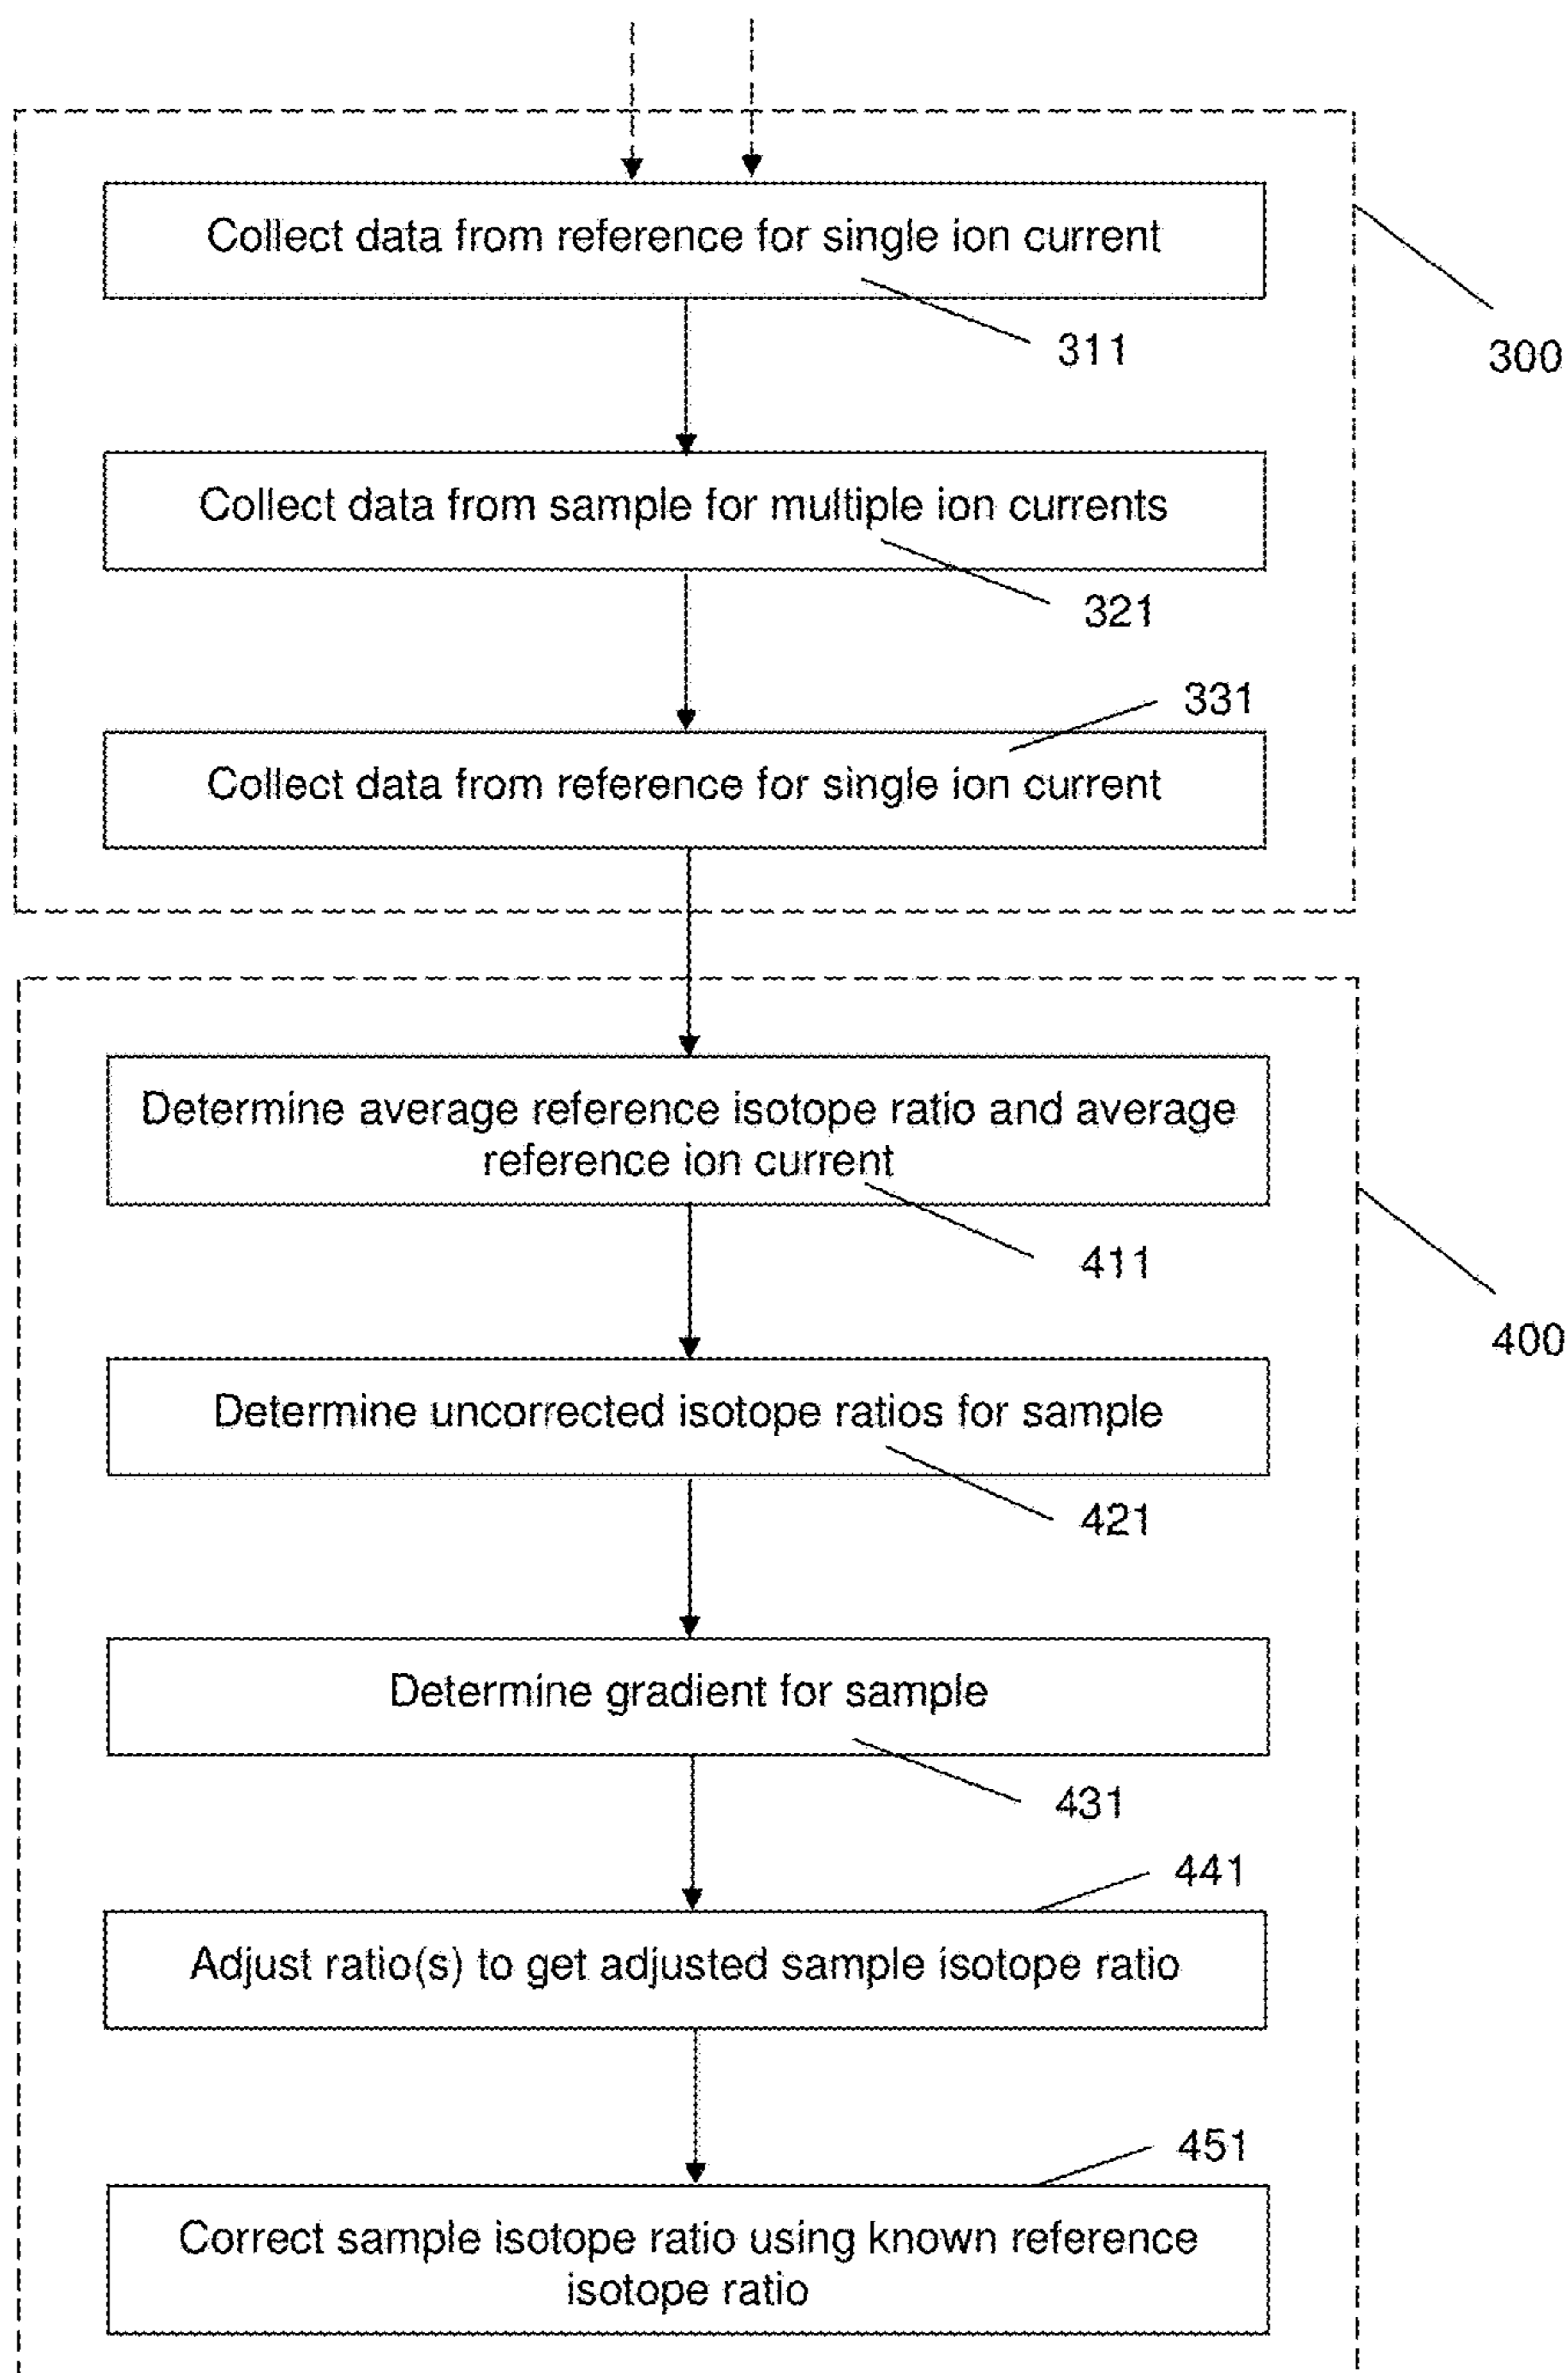 Collect data from reference for single ion current
311
300
Collect data from sample for multiple ion currents
321
331
Collect data from reference for single ion current
Determine average reference isotope ratio and average
reference ion current
411
400
Determine uncorrected isotope ratios for sample
421
Determine gradient for sample
431
441
Adjust ratio(s) to get adjusted sample isotope ratio
451
Correct sample isotope ratio using known reference
isotope ratio